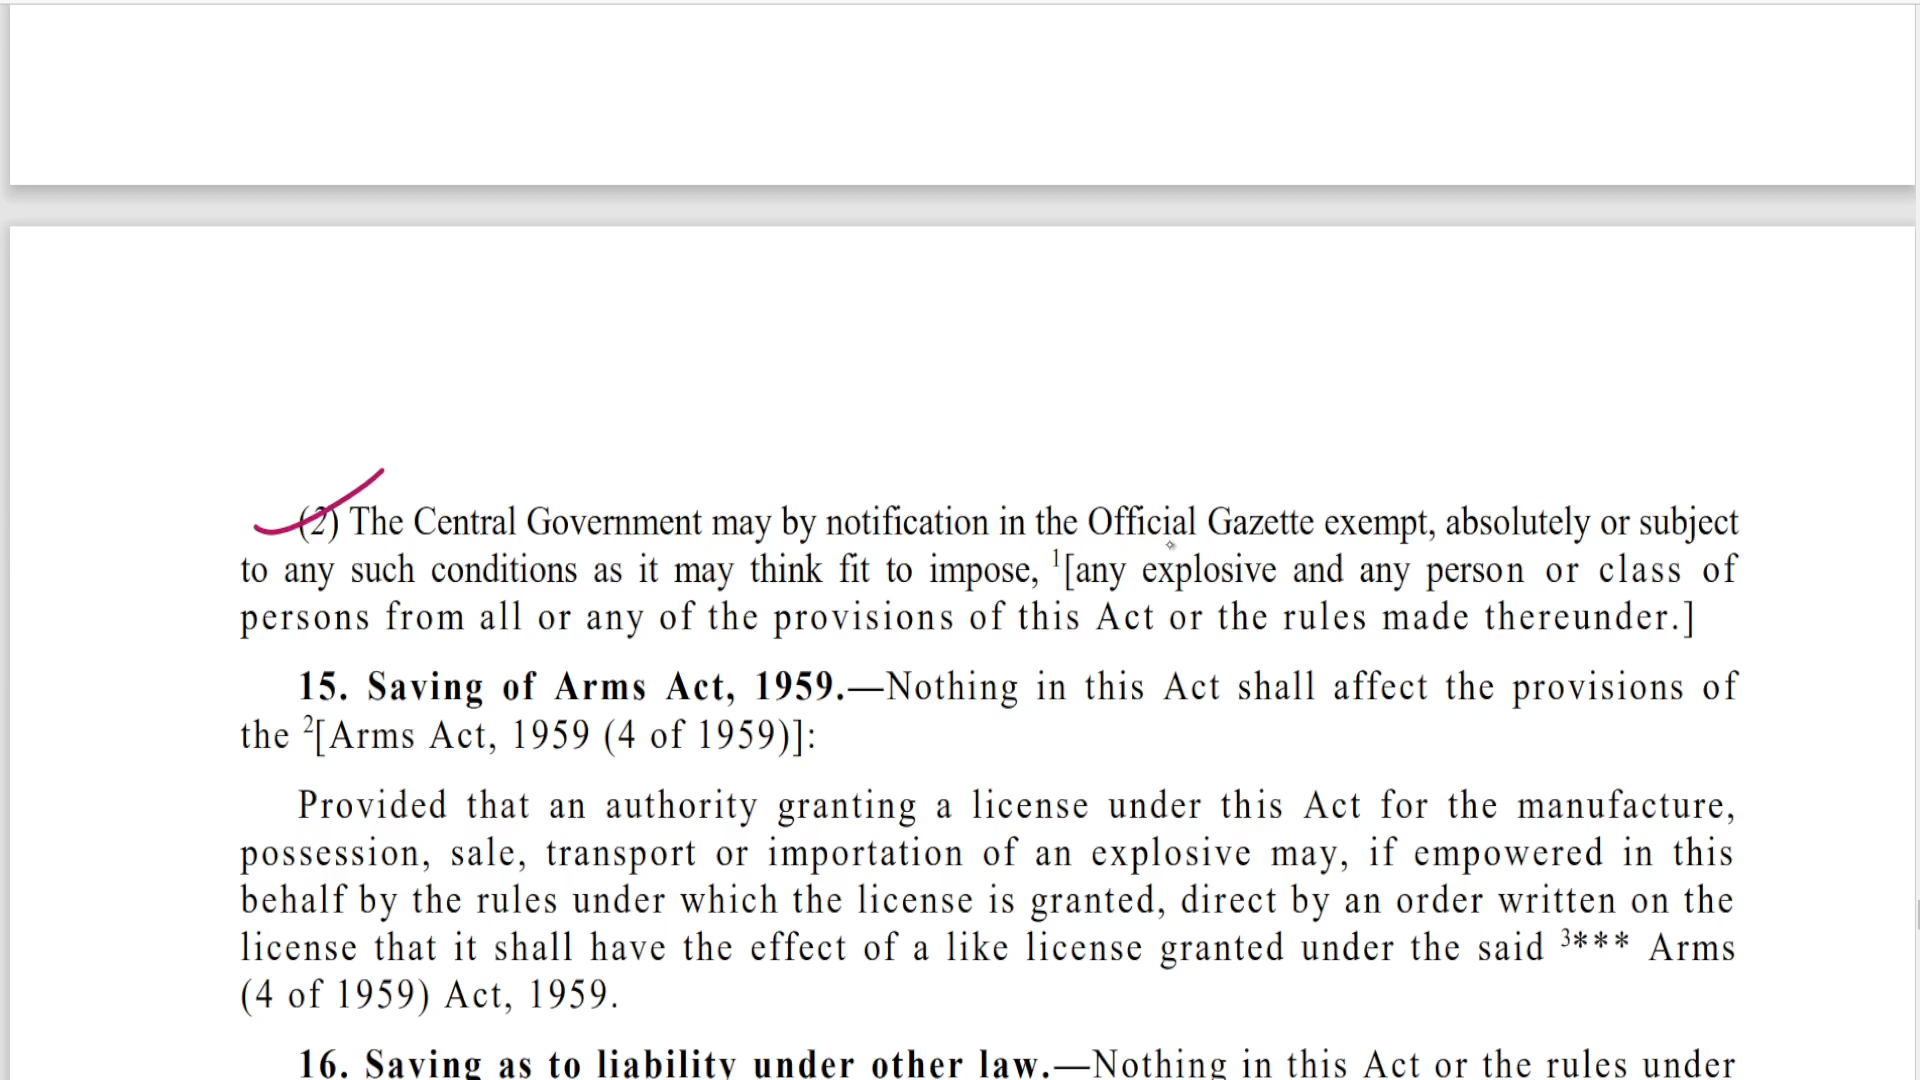 (2) The Central Government may by notification in the Official Gazette exempt, absolutely or subject
to any such conditions as it may think fit to impose, 1[any explosive and any person or class of
persons from all or any of the provisions of this Act or the rules made thereunder.]
15. Saving of Arms Act, 1959.—Nothing in this Act shall affect the provisions of
the 2[Arms Act, 1959 (4 of 1959)]:
Provided that an authority granting a license under this Act for the manufacture,
possession, sale, transport or importation of an explosive may, if empowered in this
behalf by the rules under which the license is granted, direct by an order written on the
license that it shall have the effect of a like license granted under the said 3*** Arms
(4 of 1959) Act, 1959.
16. Saving as to liability under other law.—Nothing in this Act or the rules under